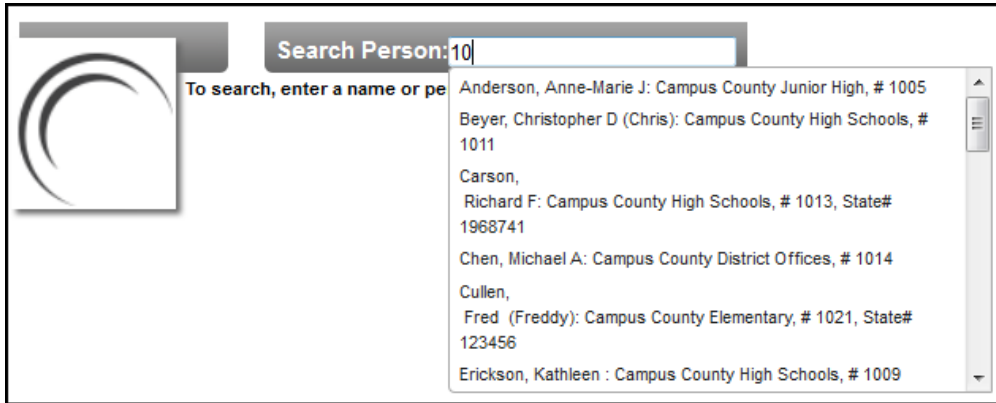 Search Person: 10
To search, enter a name or pe
Anderson, Anne-Marie J: Campus County Junior High, # 1005
Beyer, Christopher D (Chris): Campus County High Schools, #
1011
Carson,
Richard F: Campus County High Schools, # 1013, State#
1968741
Chen, Michael A: Campus County District Offices, # 1014
Cullen,
Fred (Freddy): Campus County Elementary, # 1021, State#
123456
Erickson, Kathleen : Campus County High Schools, # 1009